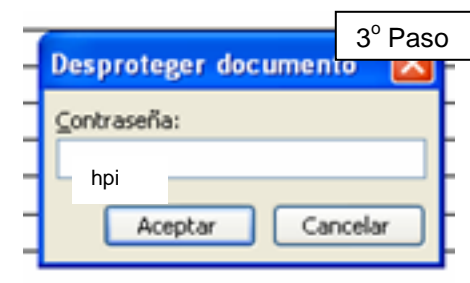 3º Paso
Desproteger documento
Contraseña:
hpi
Aceptar Cancelar